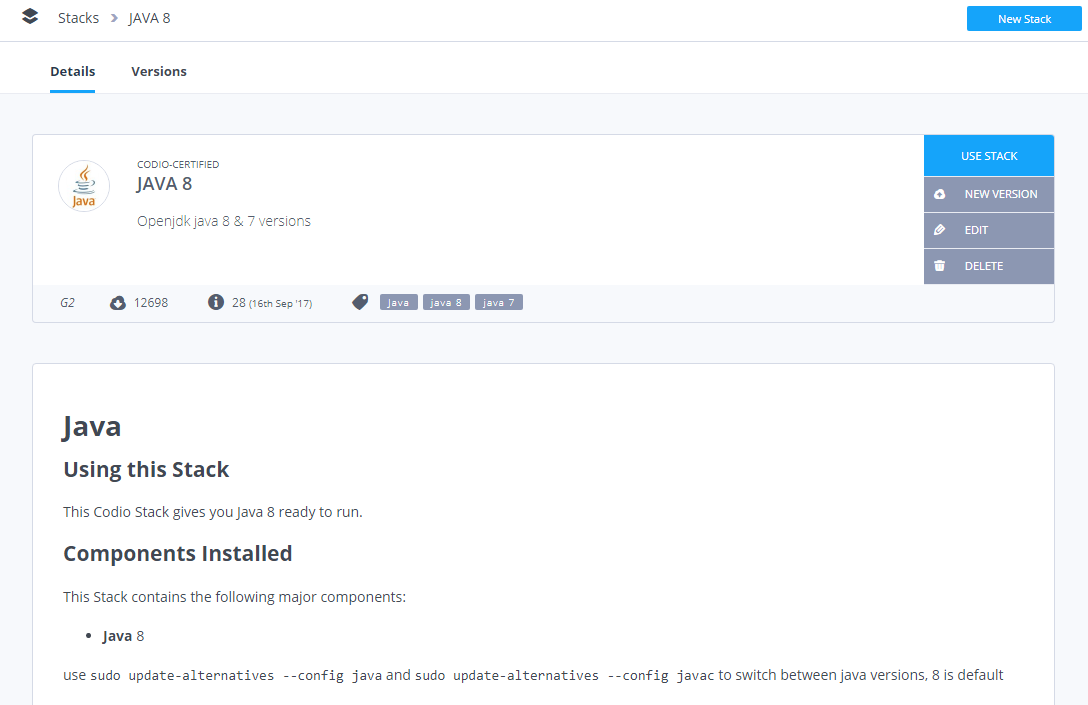 Stacks > JAVA 8
New Stack
Details
Versions
Java
CODIO-CERTIFIED
JAVA 8
Openjdk java 8 & 7 versions
USE STACK
NEW VERSION
EDIT
DELETE
G2 12698 28 (16th Sep '17) java java 8 java 7
Java
Using this Stack
This Codio Stack gives you Java 8 ready to run.
Components Installed
This Stack contains the following major components:
• Java 8
use sudo update-alternatives --config java and sudo update-alternatives --config javac to switch between java versions, 8 is default